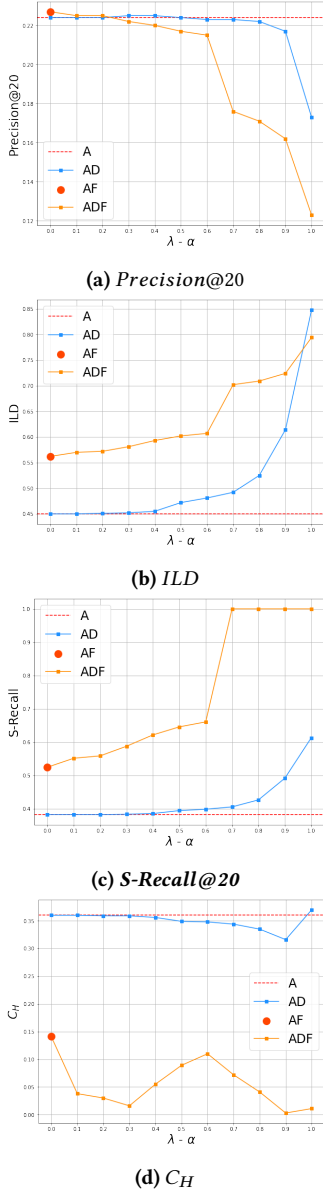 0.22
0.20
0.18
0.16
0.14
0.12
Precision@20
A
AD
AF
ADF
0.0 0.1 0.2 0.3 0.4 0.5 0.6 0.7 0.8 0.9 1.0
λ - α
(a) Precision@20
0.85
0.80
0.75
0.70
0.65
0.60
0.55
0.50
0.45
ILD
A
AD
AF
ADF
0.0 0.1 0.2 0.3 0.4 0.5 0.6 0.7 0.8 0.9 1.0
λ - α
(b) ILD
1.0
0.9
0.8
0.7
0.6
0.5
0.4
S-Recall
A
AD
AF
ADF
0.0 0.1 0.2 0.3 0.4 0.5 0.6 0.7 0.8 0.9 1.0
λ - α
(c) S-Recall@20
0.35
0.30
0.25
0.20
0.15
0.10
0.05
0.00
C_H
A
AD
AF
ADF
0.0 0.1 0.2 0.3 0.4 0.5 0.6 0.7 0.8 0.9 1.0
λ - α
(d) C_H